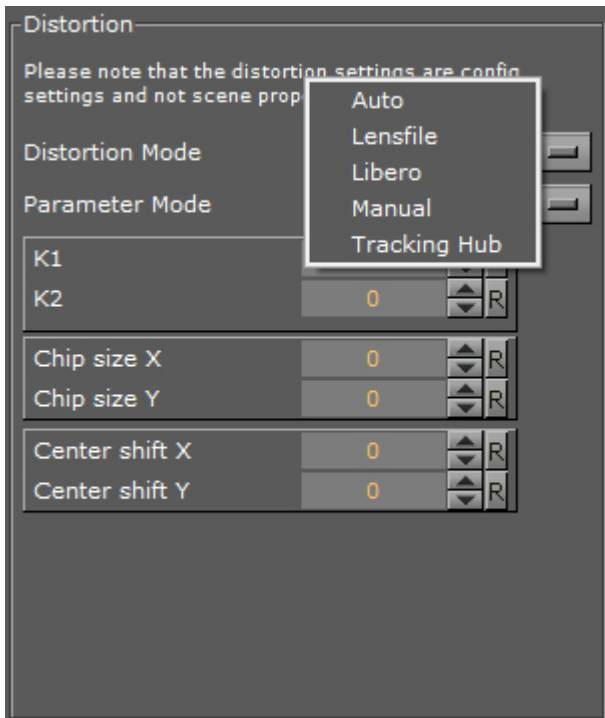 Distortion
Please note that the distortion settings are config
settings and not scene prop
Auto
Lensfile
Libero
Manual
Tracking Hub
Distortion Mode
Parameter Mode
K1
K2 0 R
Chip size X 0 R
Chip size Y 0 R
Center shift X 0 R
Center shift Y 0 R